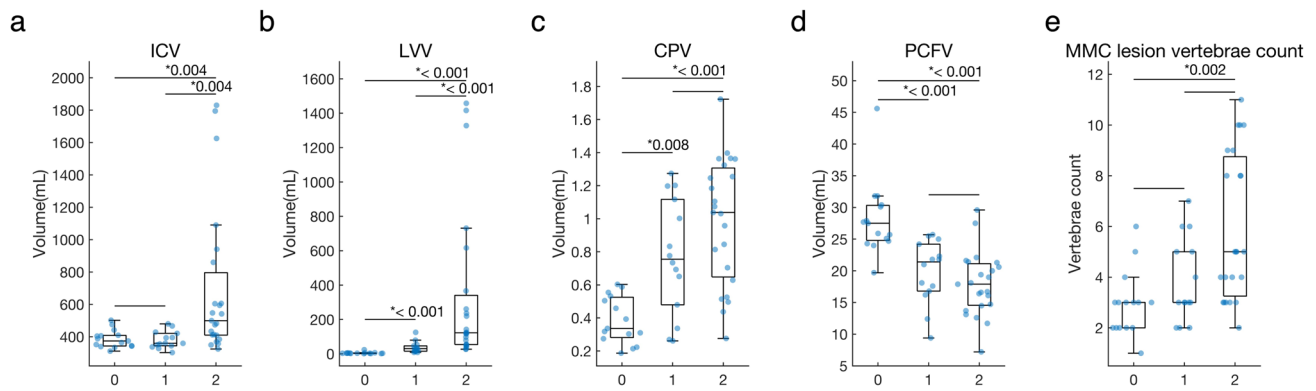 a
ICV
2000
1800
1600
1400
1200
1000
800
600
400
Volume(mL)
*0.004
*0.004
0 1 2
b
LVV
1600
1400
1200
1000
800
600
400
200
0
Volume(mL)
*< 0.001
*< 0.001
*< 0.001
0 1 2
c
CPV
1.8
1.6
1.4
1.2
1
0.8
0.6
0.4
0.2
Volume(mL)
*< 0.001
*0.008
0 1 2
d
PCFV
50
45
40
35
30
25
20
15
10
5
Volume(mL)
*< 0.001
*< 0.001
0 1 2
e
MMC lesion vertebrae count
12
10
8
6
4
2
Vertebrae count
*0.002
0 1 2